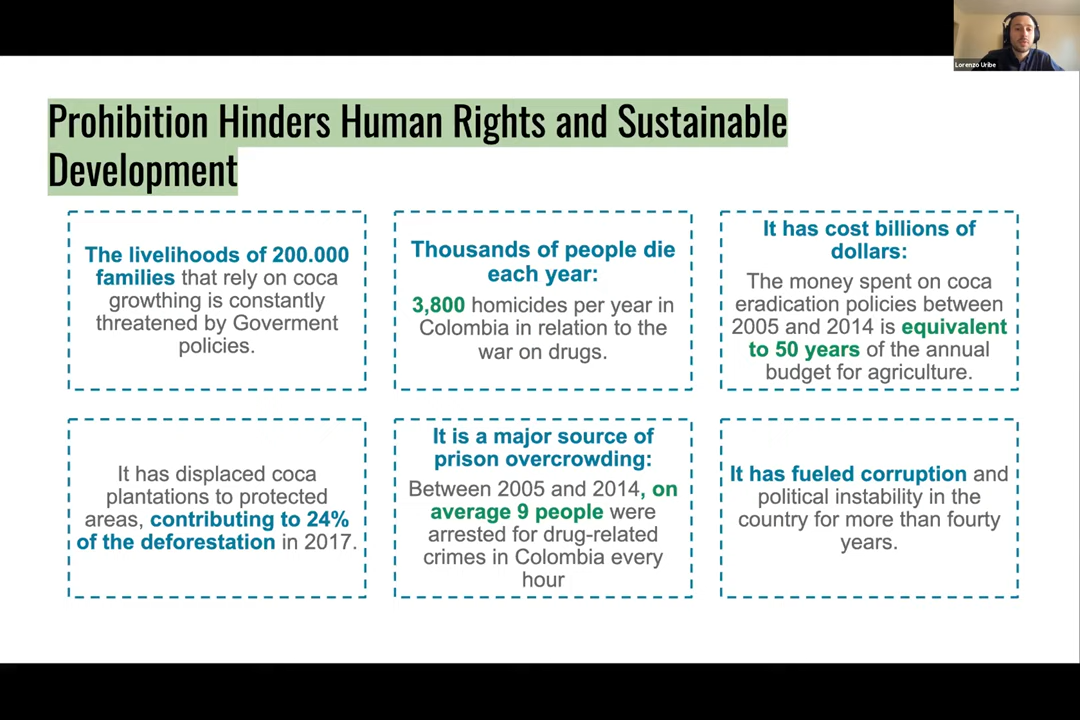 Lorenzo Uribe
Prohibition Hinders Human Rights and Sustainable
Development
The livelihoods of 200.000
families that rely on coca
growthing is constantly
threatened by Goverment
policies.
Thousands of people die
each year:
3,800 homicides per year in
Colombia in relation to the
war on drugs.
It has cost billions of
dollars:
The money spent on coca
eradication policies between
2005 and 2014 is equivalent
to 50 years of the annual
budget for agriculture.
It has displaced coca
plantations to protected
areas, contributing to 24%
of the deforestation in 2017.
It is a major source of
prison overcrowding:
Between 2005 and 2014, on
average 9 people were
arrested for drug-related
crimes in Colombia every
hour
It has fueled corruption and
political instability in the
country for more than fourty
years.